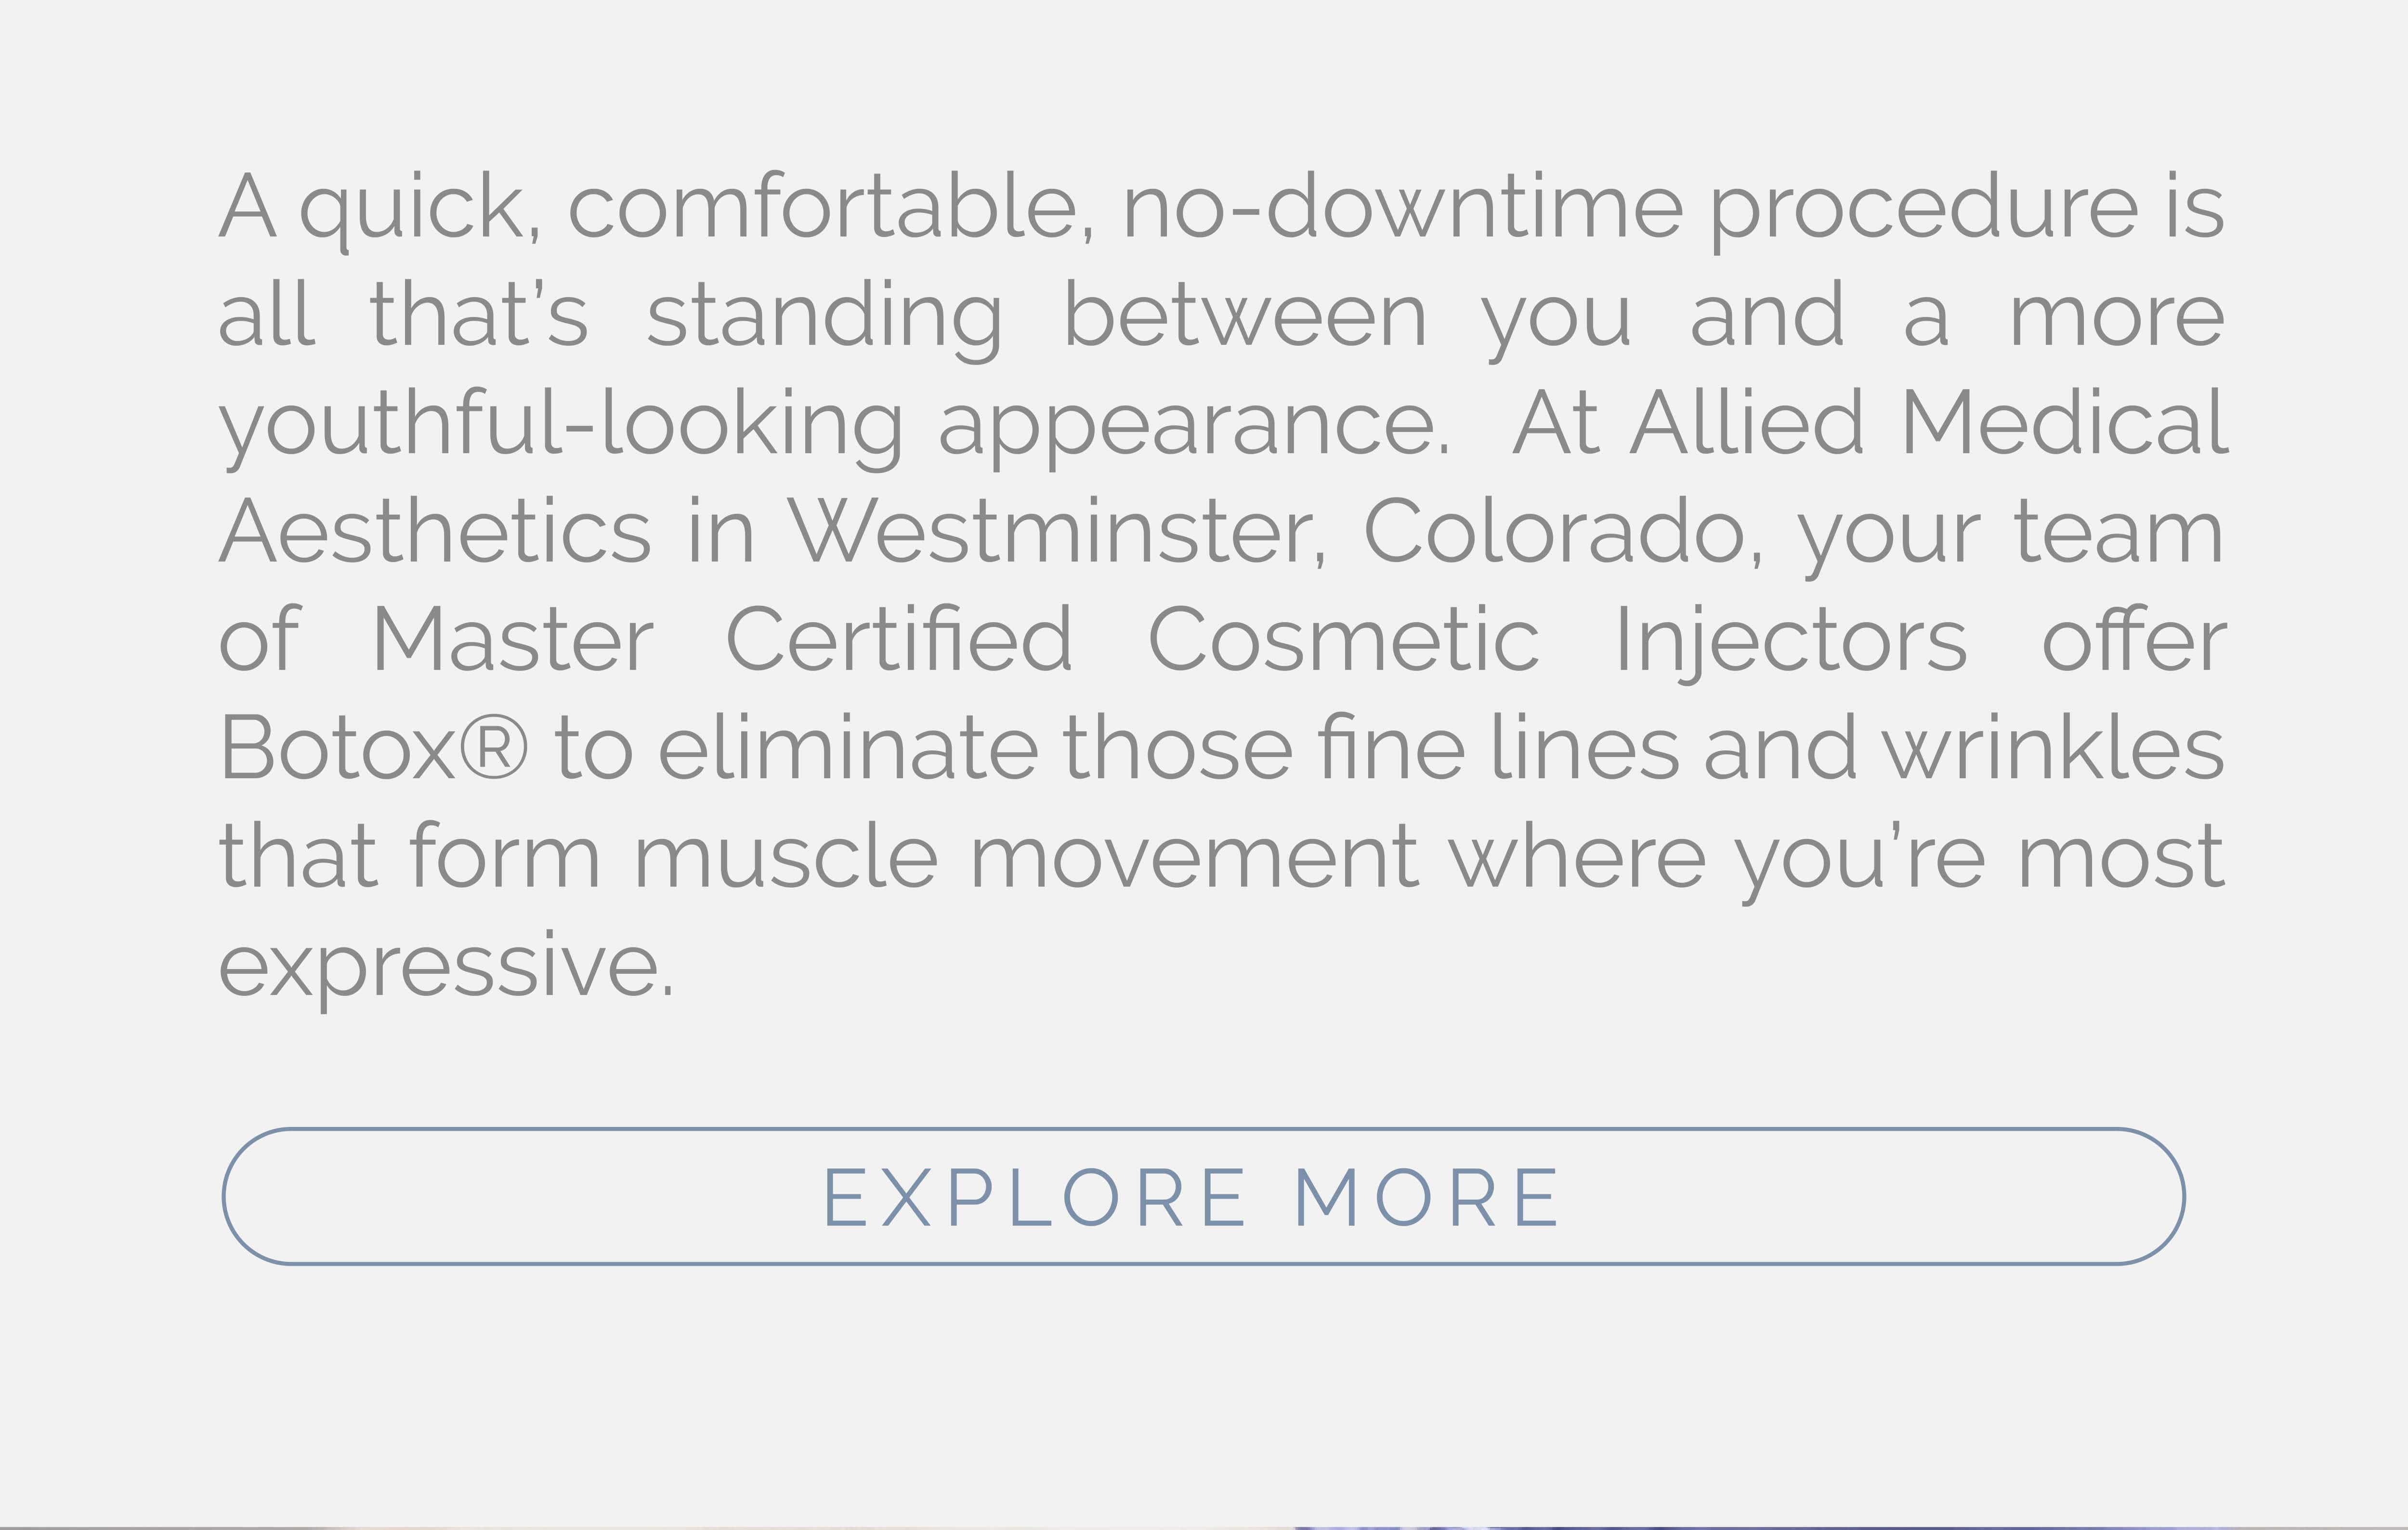 A quick, comfortable, no-downtime procedure is
all that’s standing between you and a more
youthful-looking appearance. At Allied Medical
Aesthetics in Westminster, Colorado, your team
of Master Certified Cosmetic Injectors offer
Botox® to eliminate those fine lines and wrinkles
that form muscle movement where you’re most
expressive.
EXPLORE MORE